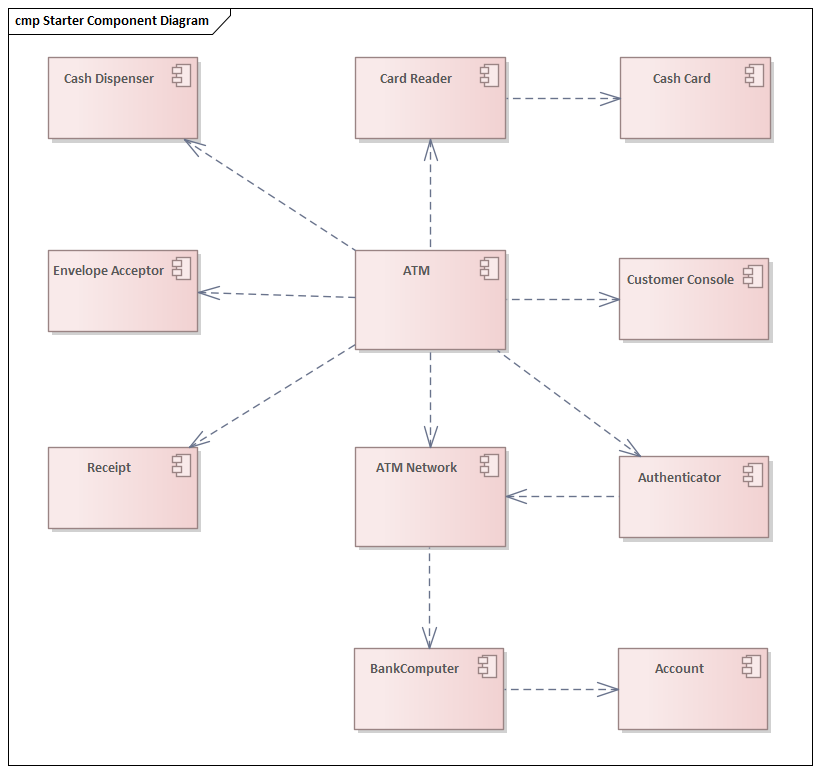 cmp Starter Component Diagram
Cash Dispenser
Card Reader
Cash Card
Envelope Acceptor
ATM
Customer Console
Receipt
ATM Network
Authenticator
BankComputer
Account